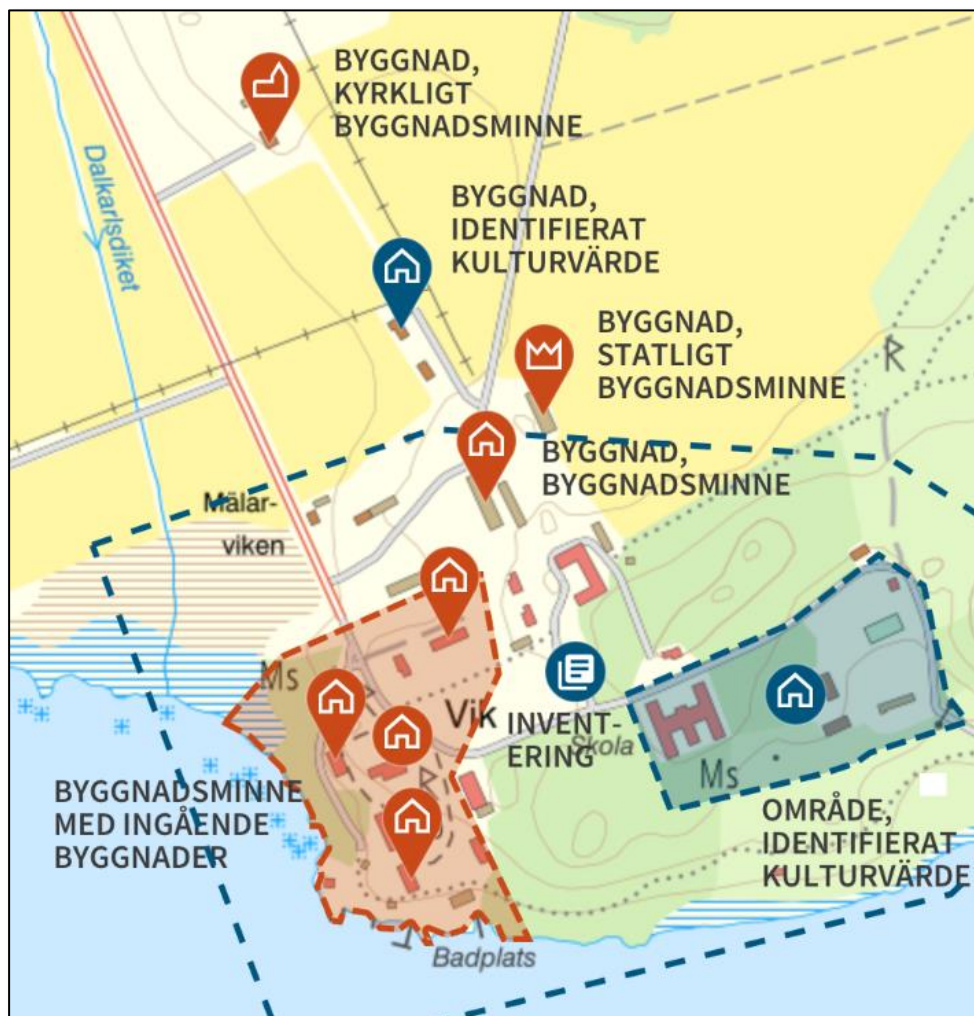 BYGGNAD,
KYRKLIGT
BYGGNADSMINNE
Dalkarlsdiket
BYGGNAD,
IDENTIFIERAT
KULTURVÄRDE
BYGGNAD,
STATLIGT
BYGGNADSMINNE
R
BYGGNAD,
BYGGNADSMINNE
Mälar-
viken
Ms
Vik
INVENT-
ERING
Skola
Ms
R
R
BYGGNADSMINNE
MED INGÅENDE
BYGGNADER
OMRÅDE,
IDENTIFIERAT
KULTURVÄRDE
Badplats